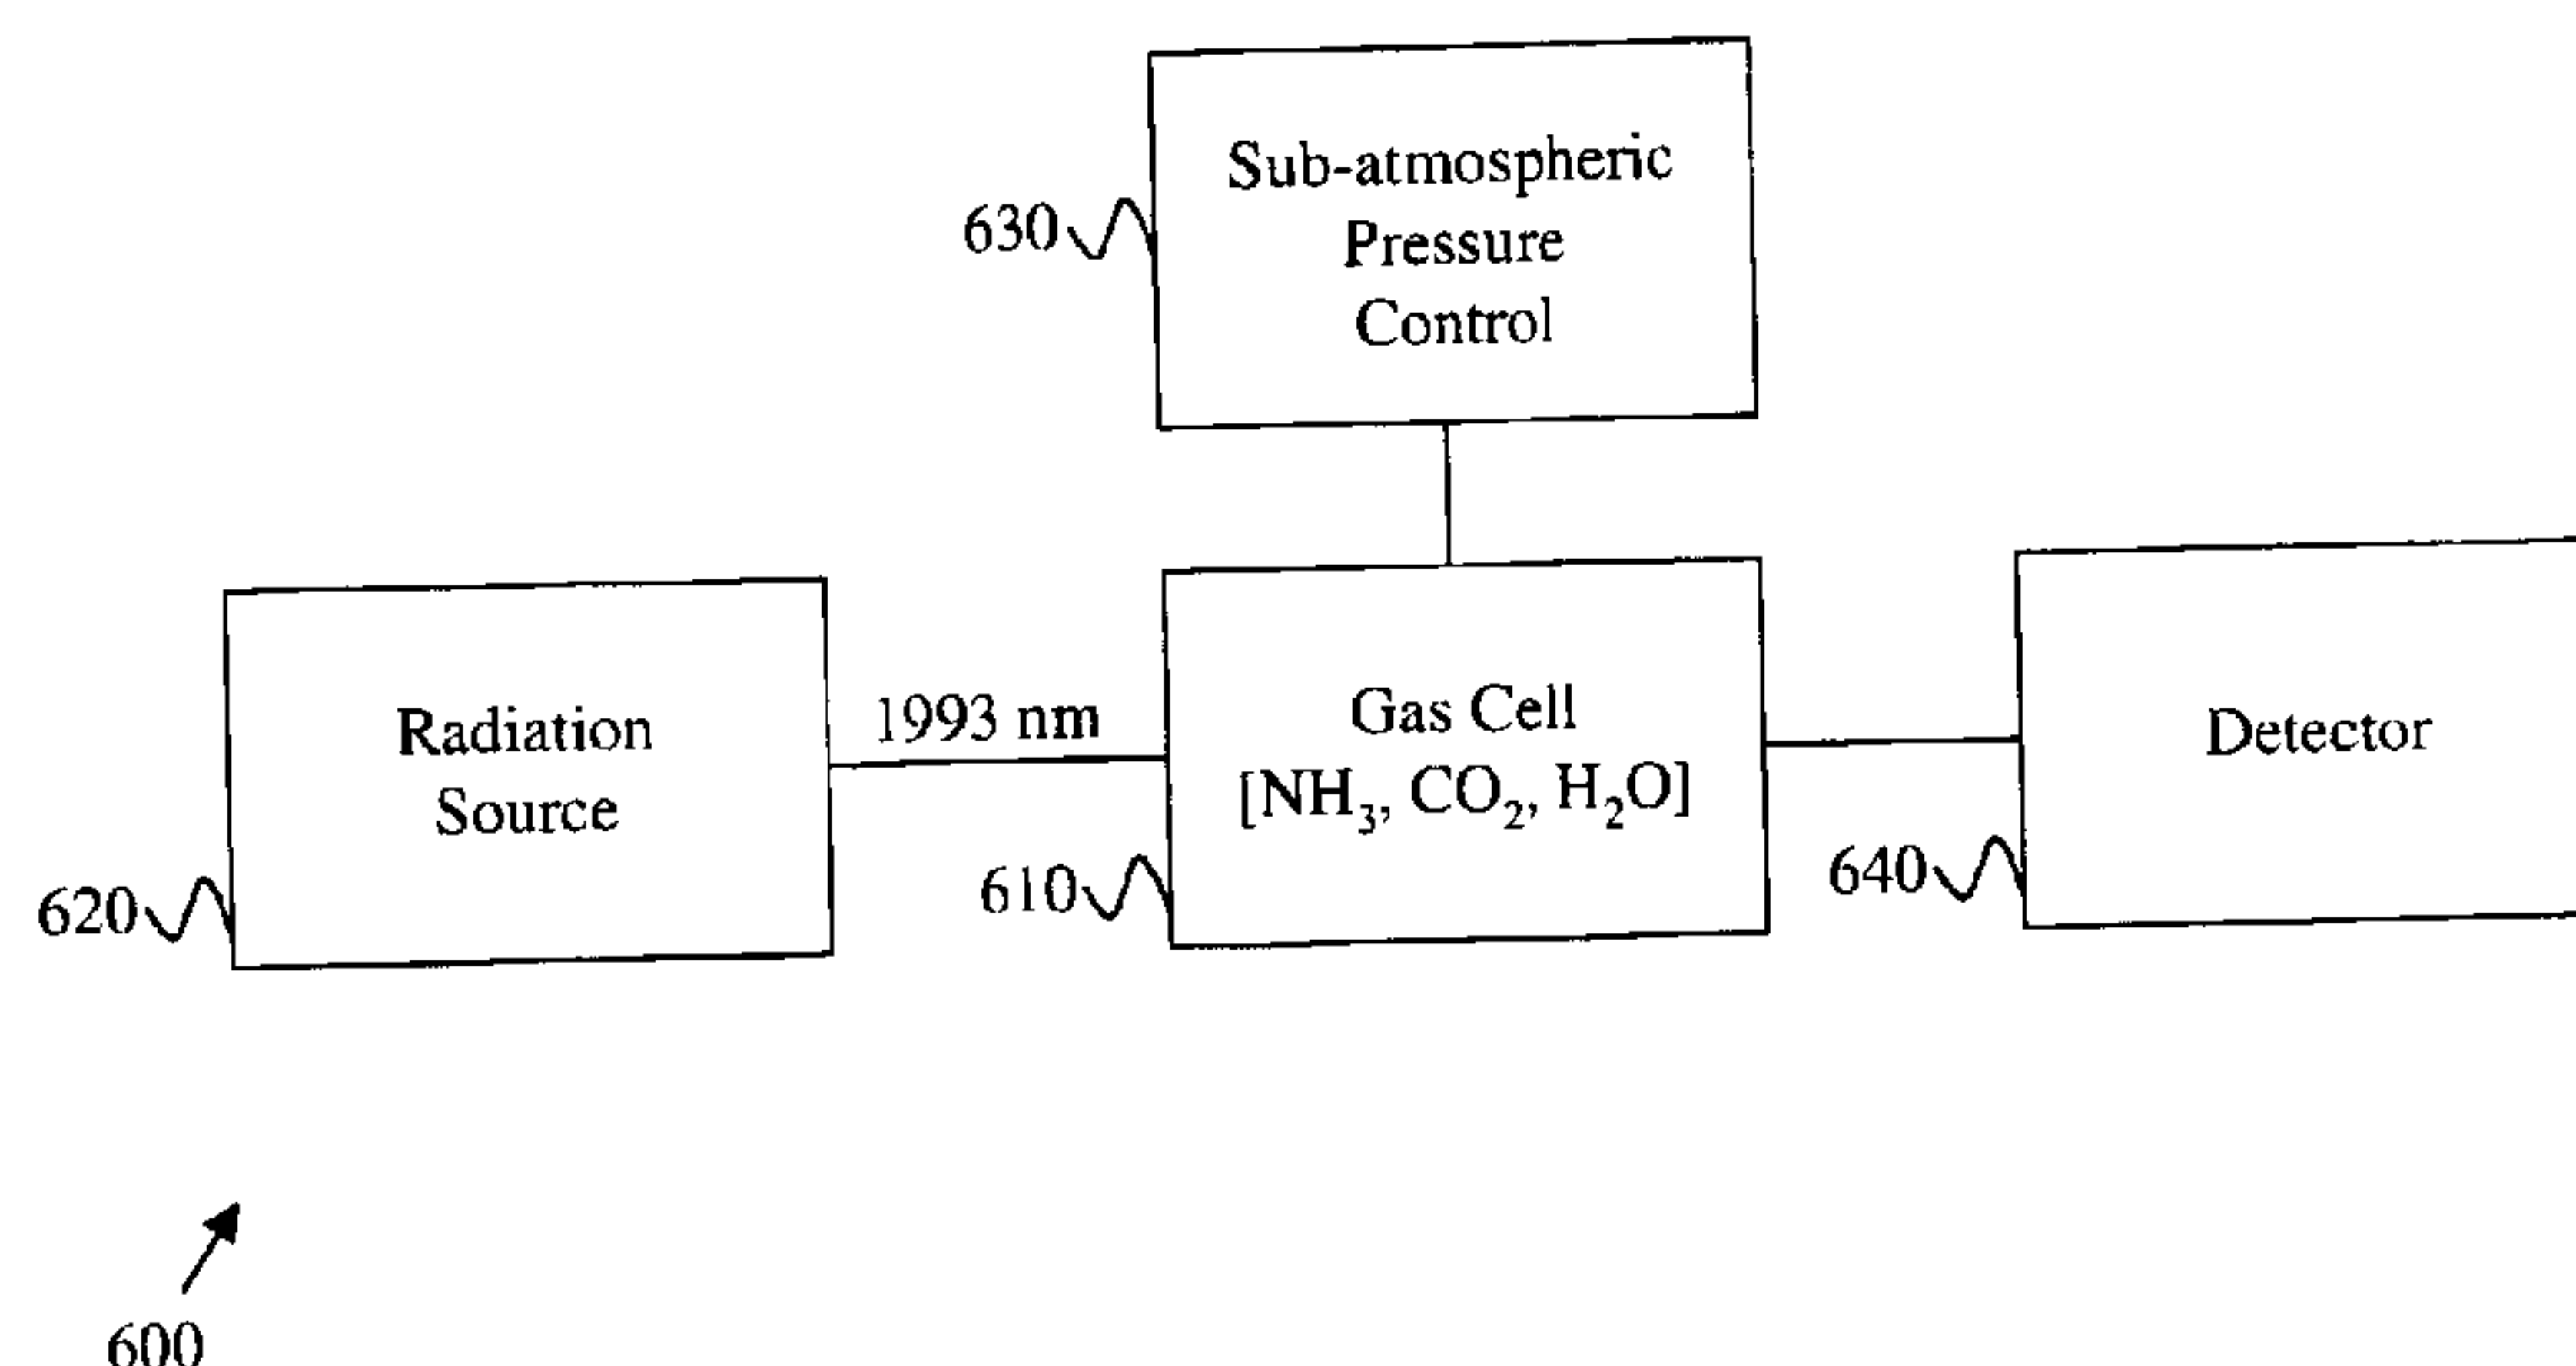 Sub-atmospheric
Pressure
Control
630
Radiation
Source
620
1993 nm
Gas Cell
[NH₃, CO₂, H₂O]
610
Detector
640
600